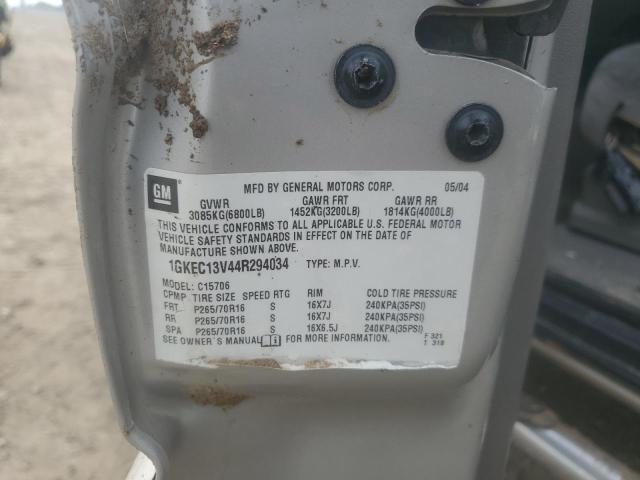 GM
MFD BY GENERAL MOTORS CORP. 05/04
GVWR GAWR FRT GAWR RR
3085KG(6800LB) 1452KG(3200LB) 1814KG(4000LB)
THIS VEHICLE CONFORMS TO ALL APPLICABLE U.S. FEDERAL MOTOR
VEHICLE SAFETY STANDARDS IN EFFECT ON THE DATE OF
MANUFACTURE SHOWN ABOVE.
1GKEC13V44R294034 TYPE: M.P.V.
MODEL: C15706
CPMP TIRE SIZE SPEED RTG RIM COLD TIRE PRESSURE
FRT P265/70R16 S 16X7J 240KPA(35PSI)
RR P265/70R16 S 16X7J 240KPA(35PSI)
SPA P265/70R16 S 16X6.5J 240KPA(35PSI)
SEE OWNER'S MANUAL FOR MORE INFORMATION.
F 321
T 318